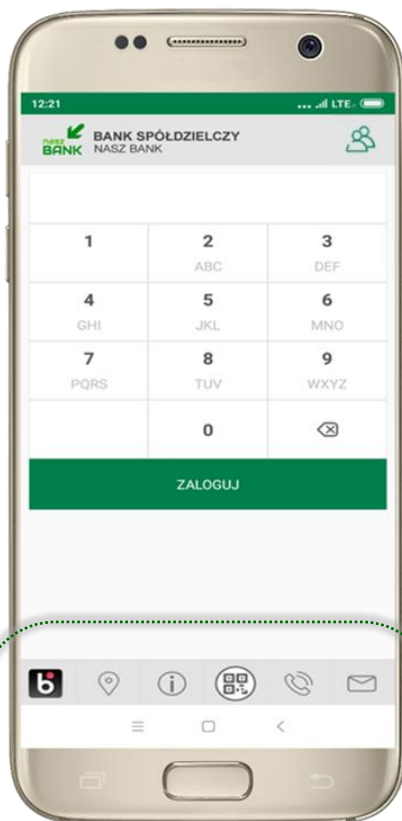 12:21
LTE
nasz BANK
BANK SPÓŁDZIELCZY
NASZ BANK
1 2 3
ABC DEF
4 5 6
GHI JKL MNO
7 8 9
PQRS TUV WXYZ
0
ZALOGUJ
b i